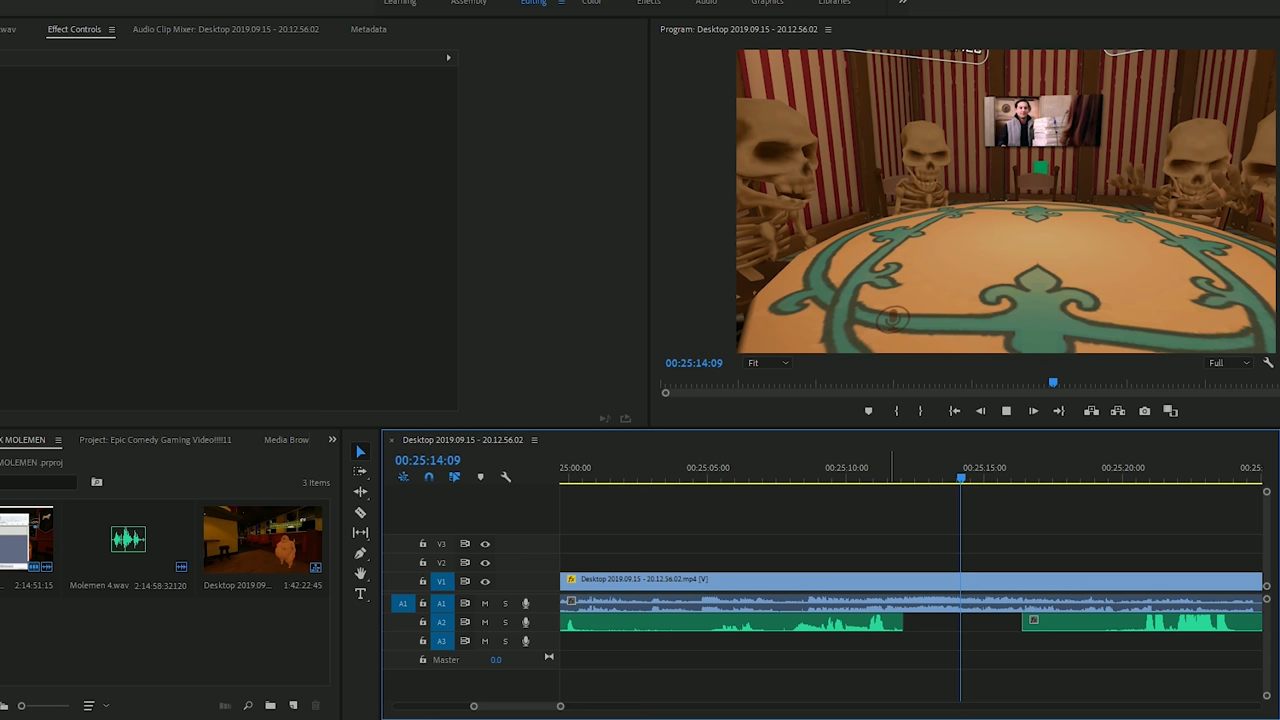 Learning Assembly Editing Color Effects Audio Graphics Libraries
wav Effect Controls Audio Clip Mixer: Desktop 2019.09.15 - 20.12.56.02 Metadata
Program: Desktop 2019.09.15 - 20.12.56.02
00:25:14:09 Fit Full
X MOLEMEN Project: Epic Comedy Gaming Video!!!!11 Media Brow
MOLEMEN .prproj
3 Items
2:14:51:15 Molemen 4.wav 2:14:58:32120 Desktop 2019.09... 1:42:22:45
Desktop 2019.09.15 - 20.12.56.02
00:25:14:09
25:00:00 00:25:05:00 00:25:10:00 00:25:15:00 00:25:20:00 00:25:
V3
V2
V1 fx Desktop 2019.09.15 - 20.12.56.02.mp4 [V]
A1 A1 M S
A2 M S
A3 M S
Master 0.0